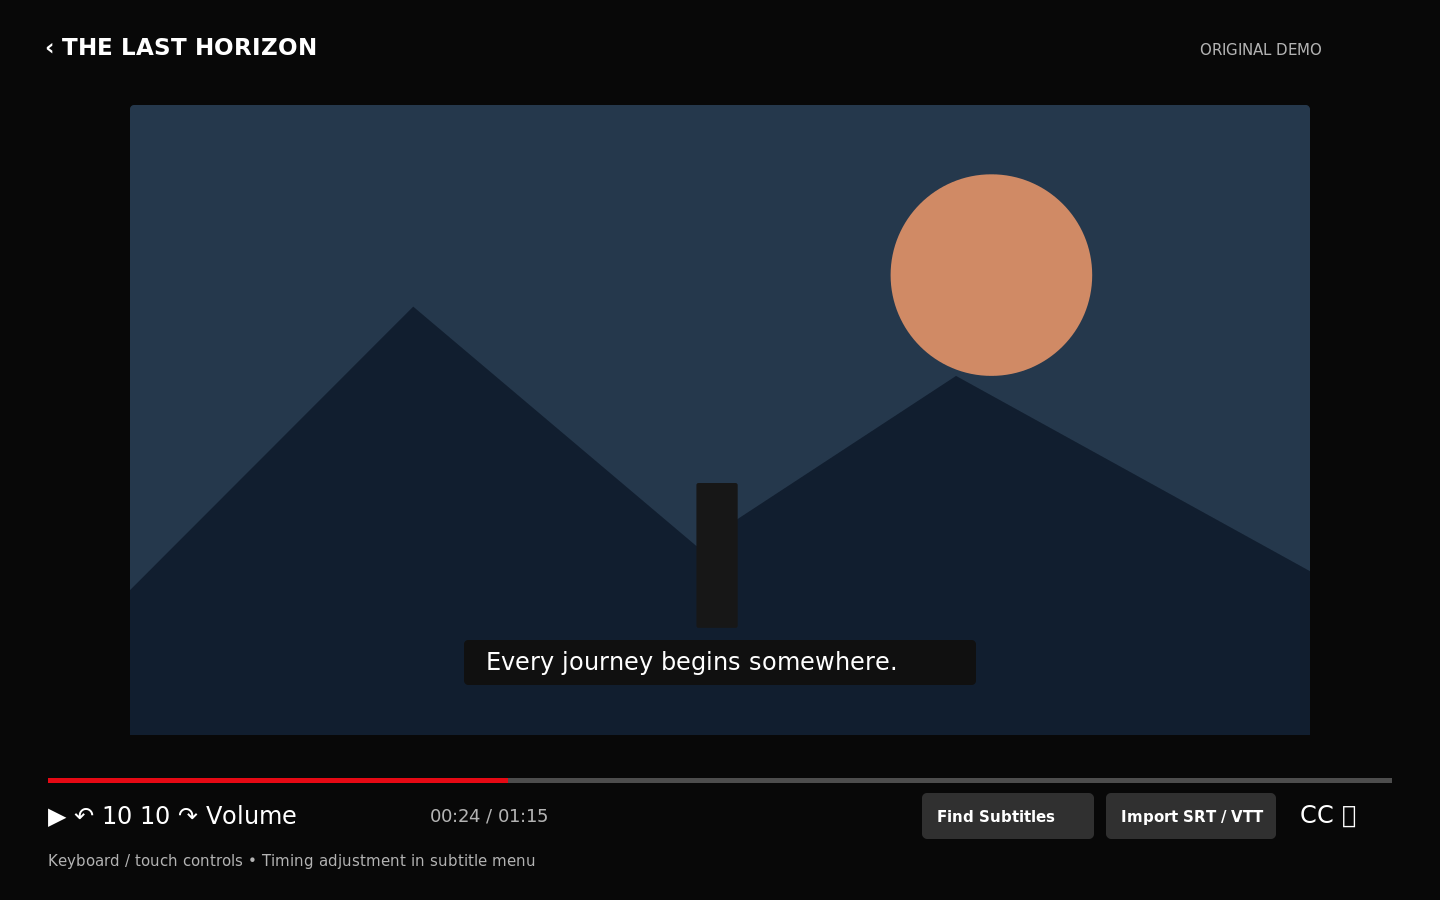 ‹ THE LAST HORIZON
ORIGINAL DEMO
Every journey begins somewhere.
▶ ↶ 10 10 ↷ Volume
00:24 / 01:15
Find Subtitles
Import SRT / VTT
CC
Keyboard / touch controls • Timing adjustment in subtitle menu